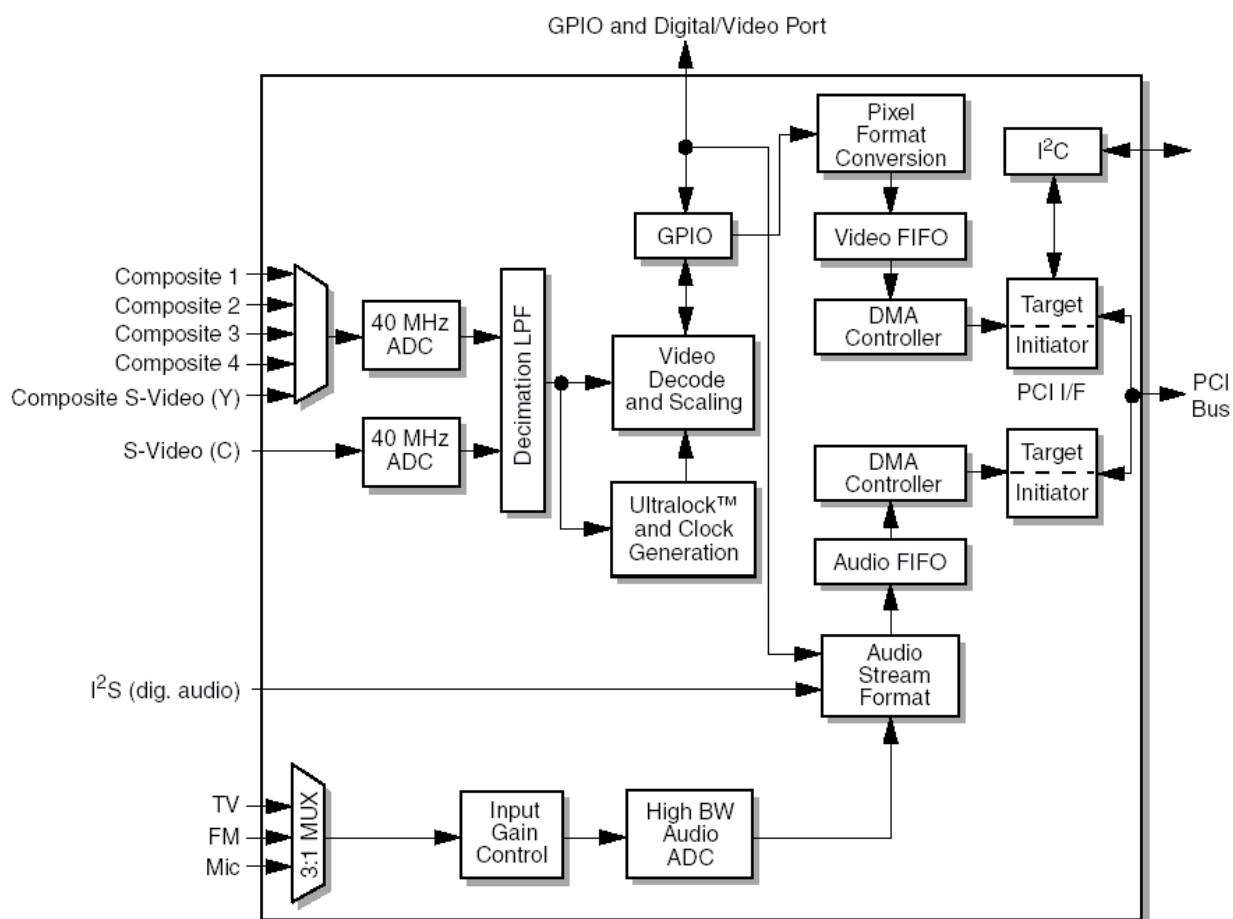 GPIO and Digital/Video Port
Pixel
Format
Conversion
I²C
GPIO
Video FIFO
Composite 1
Composite 2
Composite 3
Composite 4
Composite S-Video (Y)
S-Video (C)
40 MHz
ADC
40 MHz
ADC
Decimation LPF
Video
Decode
and Scaling
Ultralock™
and Clock
Generation
DMA
Controller
Target
Initiator
PCI I/F
PCI
Bus
DMA
Controller
Target
Initiator
Audio FIFO
Audio
Stream
Format
I²S (dig. audio)
TV
FM
Mic
3:1 MUX
Input
Gain
Control
High BW
Audio
ADC